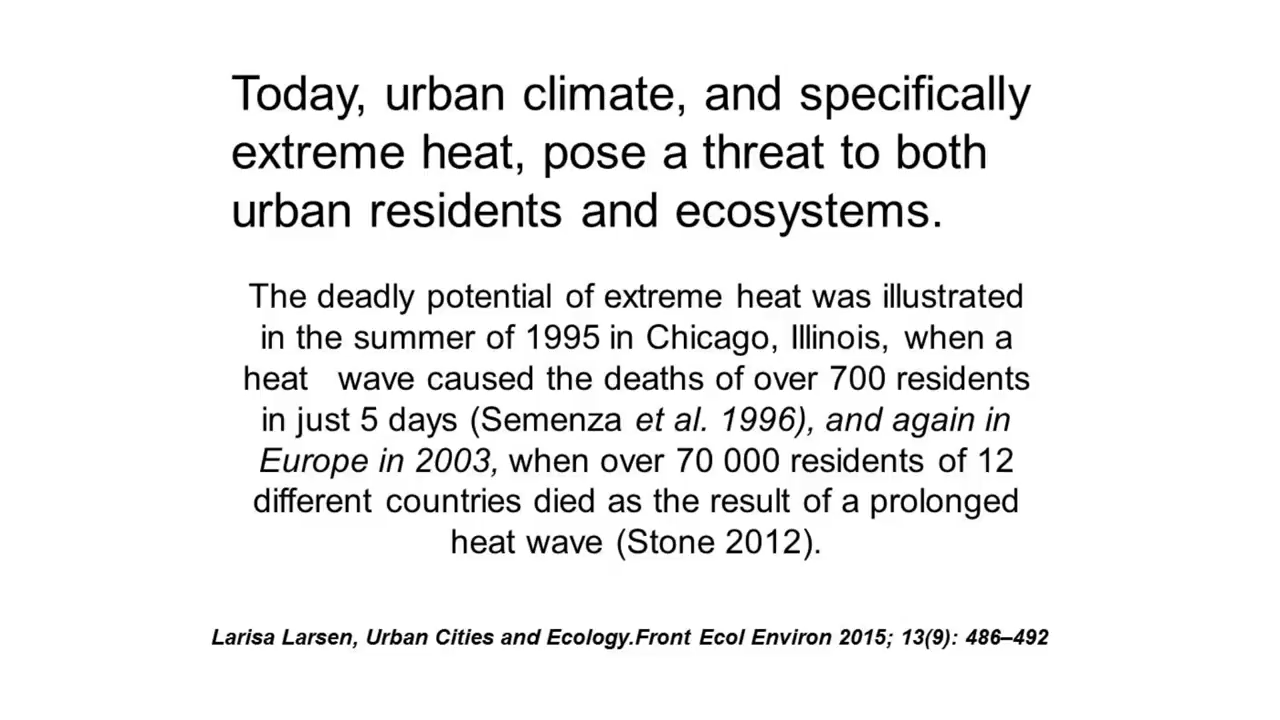 Today, urban climate, and specifically
extreme heat, pose a threat to both
urban residents and ecosystems.
The deadly potential of extreme heat was illustrated
in the summer of 1995 in Chicago, Illinois, when a
heat wave caused the deaths of over 700 residents
in just 5 days (Semenza et al. 1996), and again in
Europe in 2003, when over 70 000 residents of 12
different countries died as the result of a prolonged
heat wave (Stone 2012).
Larisa Larsen, Urban Cities and Ecology.Front Ecol Environ 2015; 13(9): 486–492